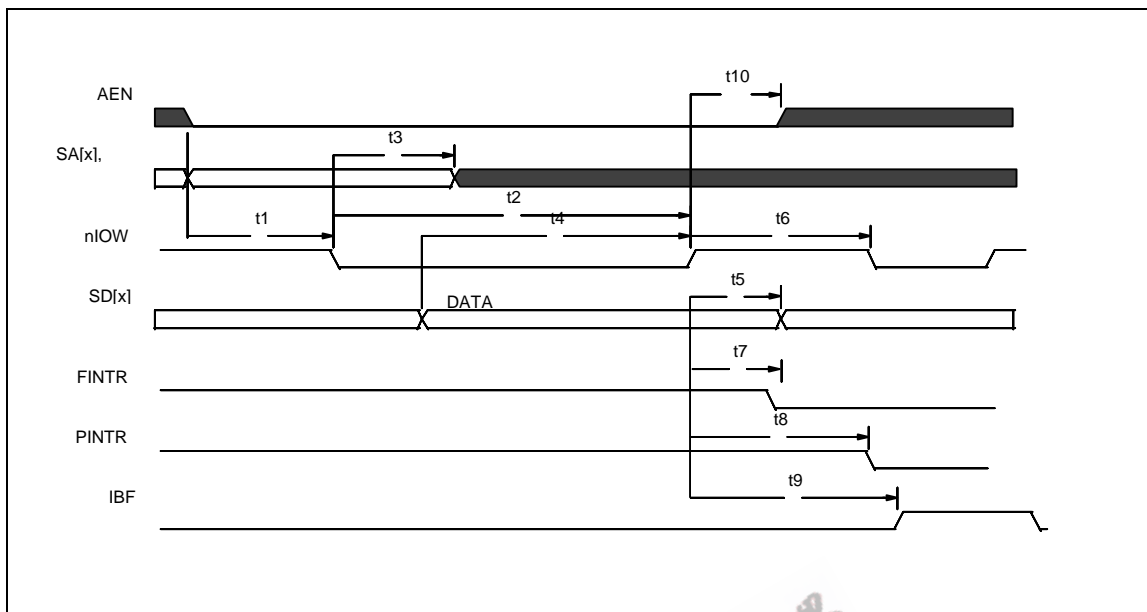 t10
AEN
t3
SA[x],
t2
t1
t4
t6
nIOW
t5
SD[x]
DATA
t7
FINTR
t8
PINTR
t9
IBF